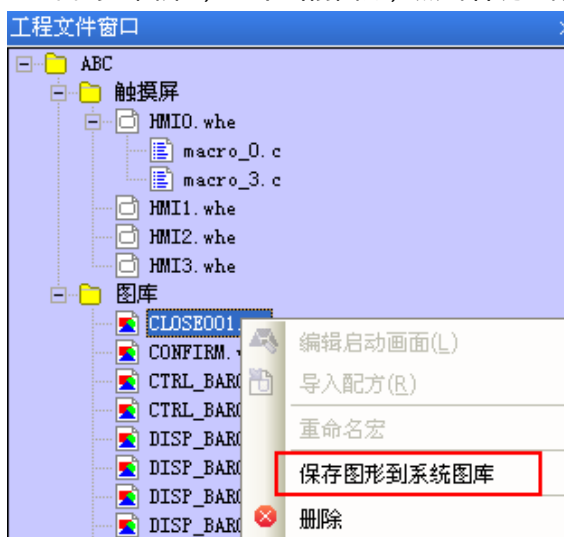 工程文件窗口
ABC
触摸屏
HMI0.whe
macro_0.c
macro_3.c
HMI1.whe
HMI2.whe
HMI3.whe
图库
CLOSE001.
CONFIRM.
编辑启动画面(L)
CTRL_BAR
导入配方(R)
CTRL_BAR
重命名宏
DISP_BAR
DISP_BAR
保存图形到系统图库
DISP_BAR
DISP_BAR
删除